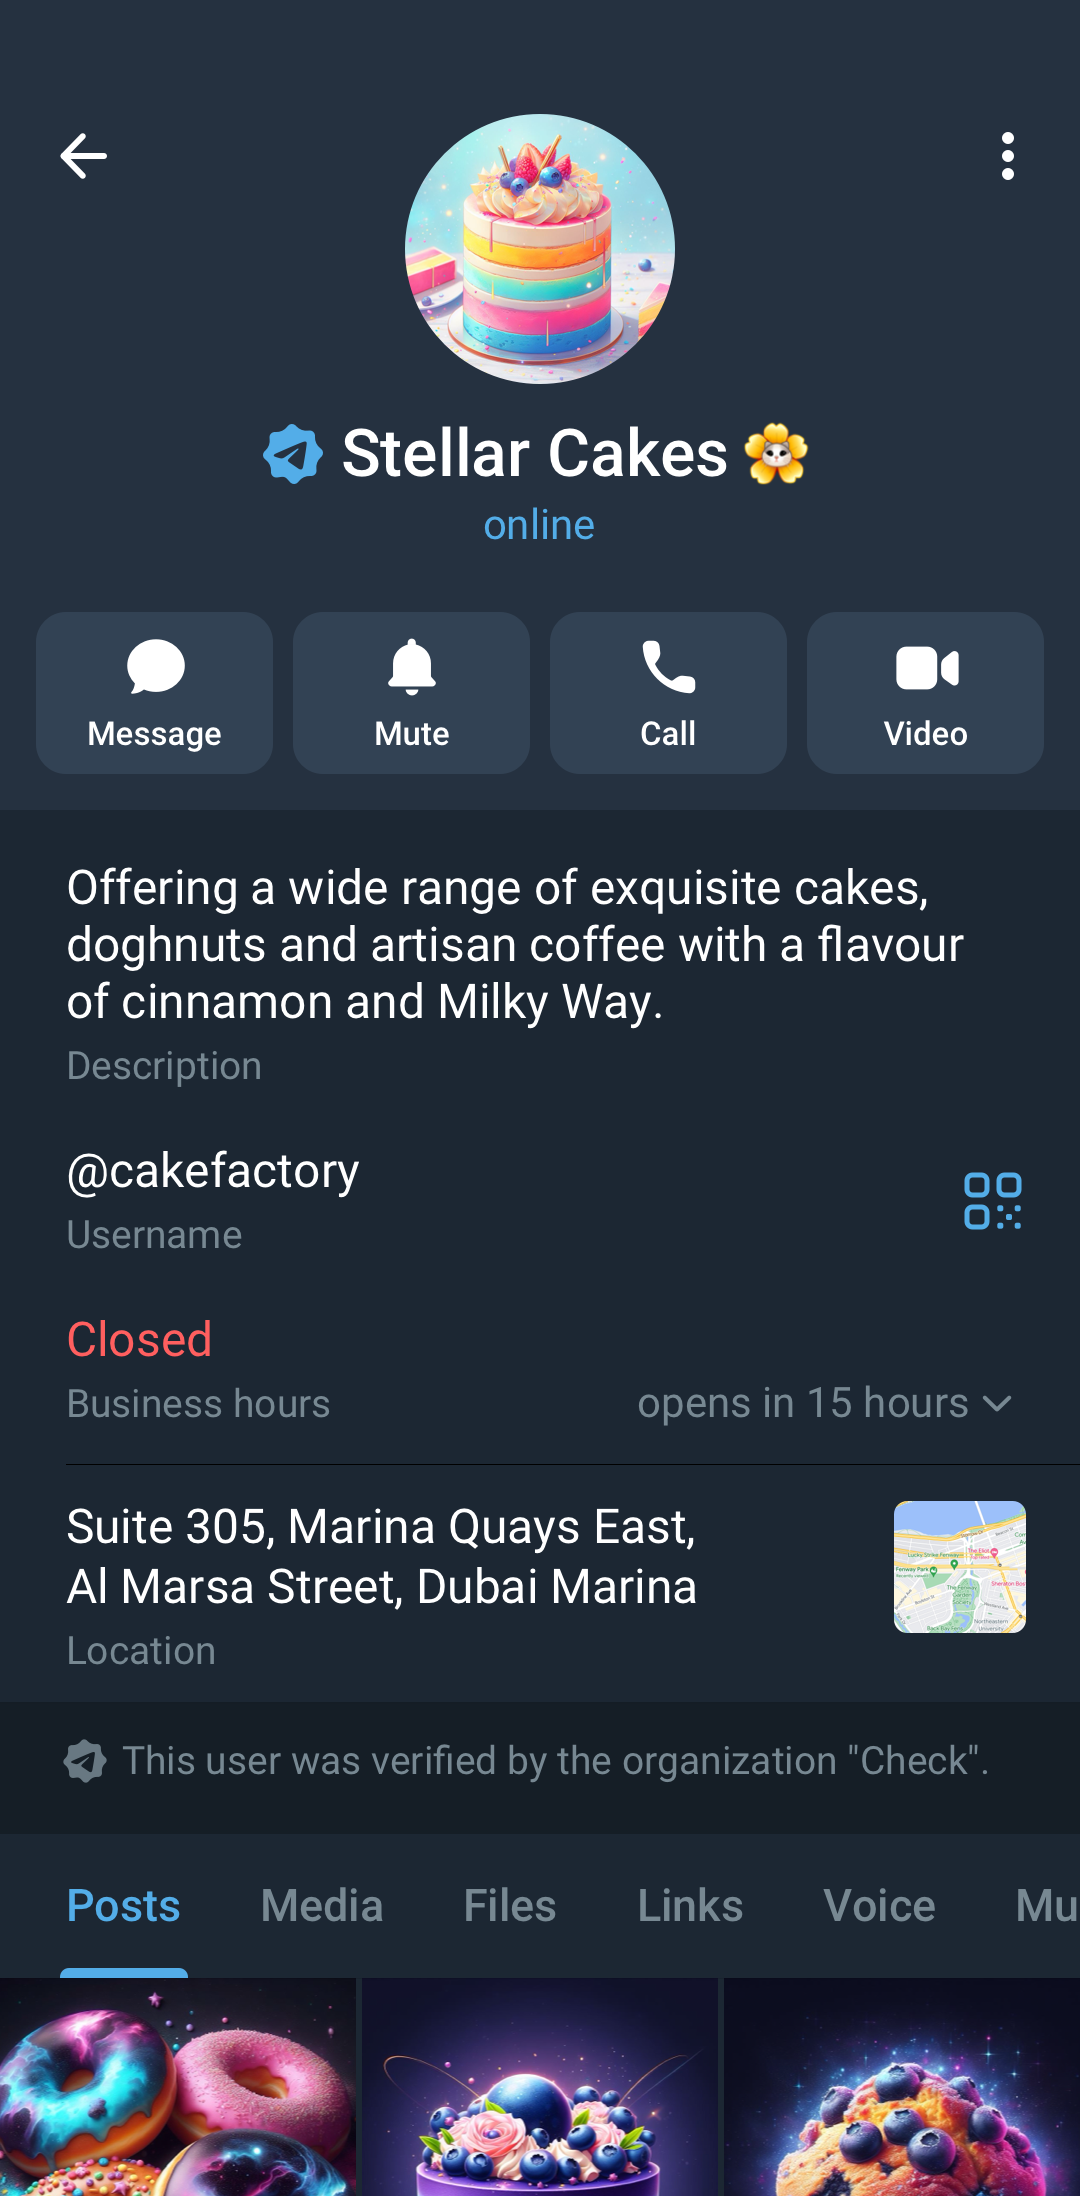 Stellar Cakes
online
Message
Mute
Call
Video
Offering a wide range of exquisite cakes,
doghnuts and artisan coffee with a flavour
of cinnamon and Milky Way.
Description
@cakefactory
Username
Closed
Business hours
opens in 15 hours
Suite 305, Marina Quays East,
Al Marsa Street, Dubai Marina
Location
This user was verified by the organization "Check".
Posts
Media
Files
Links
Voice
Mu